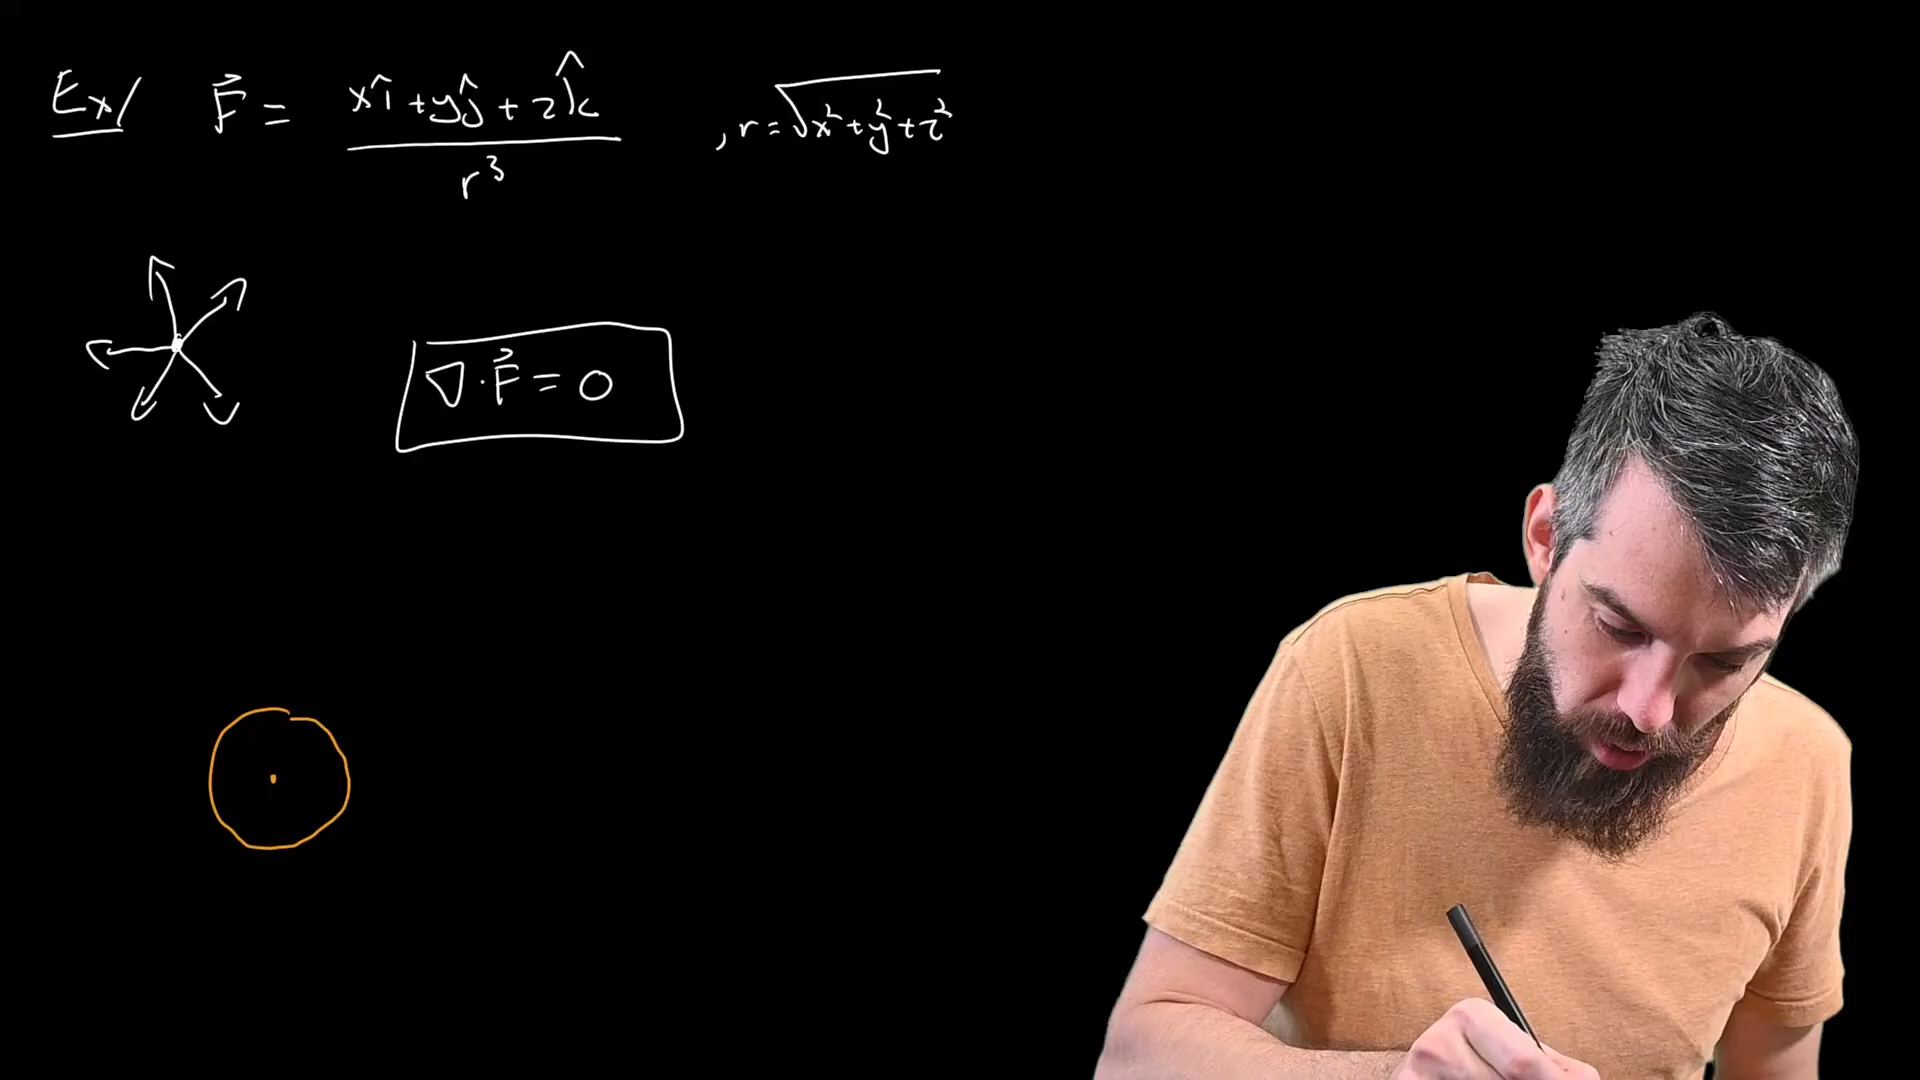 Ex/ F⃗ = (xî + yĵ + zk̂) / r³ , r = √(x² + y² + z²)
∇ · F⃗ = 0